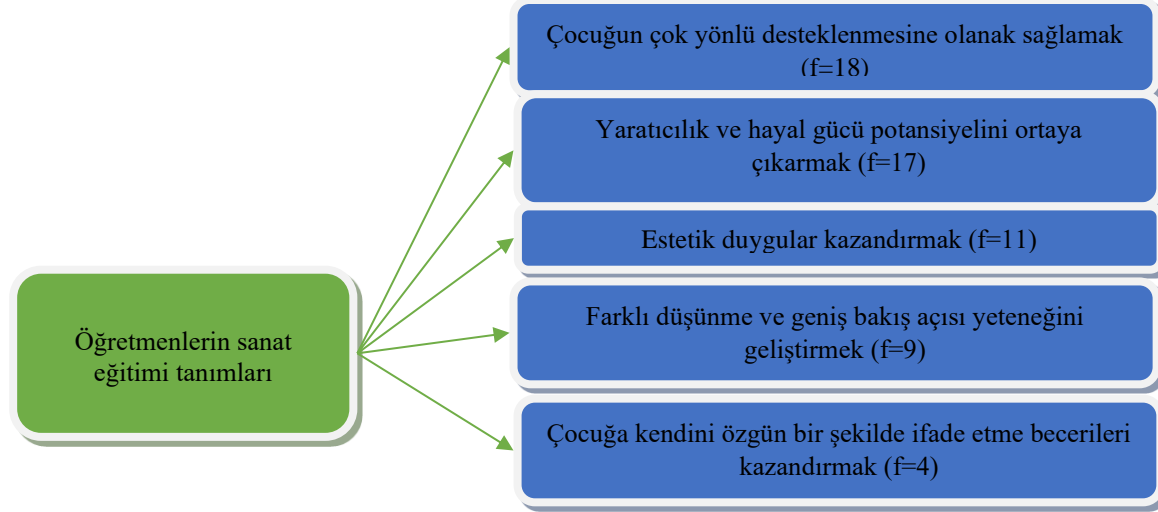 Çocuğun çok yönlü desteklenmesine olanak sağlamak
(f=18)
Yaratıcılık ve hayal gücü potansiyelini ortaya
çıkarmak (f=17)
Estetik duygular kazandırmak (f=11)
Öğretmenlerin sanat
eğitimi tanımları
Farklı düşünme ve geniş bakış açısı yeteneğini
geliştirmek (f=9)
Çocuğa kendini özgün bir şekilde ifade etme becerileri
kazandırmak (f=4)